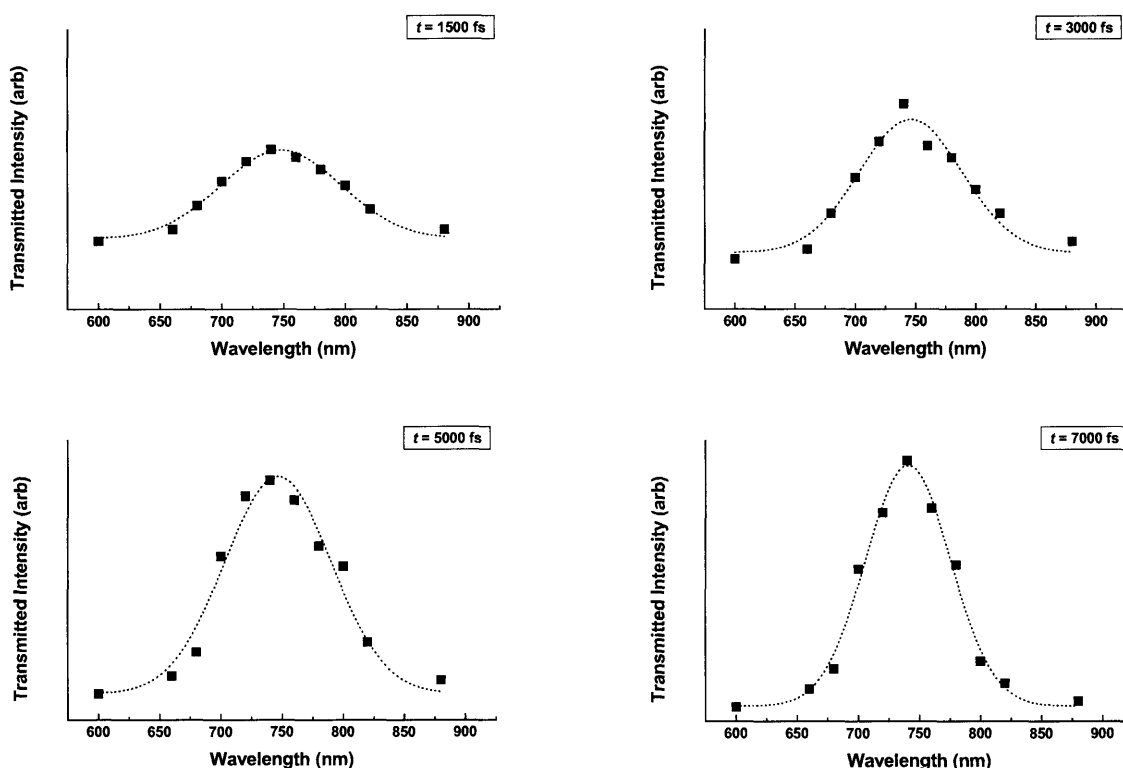 t = 1500 fs
Transmitted Intensity (arb)
600 650 700 750 800 850 900
Wavelength (nm)
t = 3000 fs
Transmitted Intensity (arb)
600 650 700 750 800 850 900
Wavelength (nm)
t = 5000 fs
Transmitted Intensity (arb)
600 650 700 750 800 850 900
Wavelength (nm)
t = 7000 fs
Transmitted Intensity (arb)
600 650 700 750 800 850 900
Wavelength (nm)